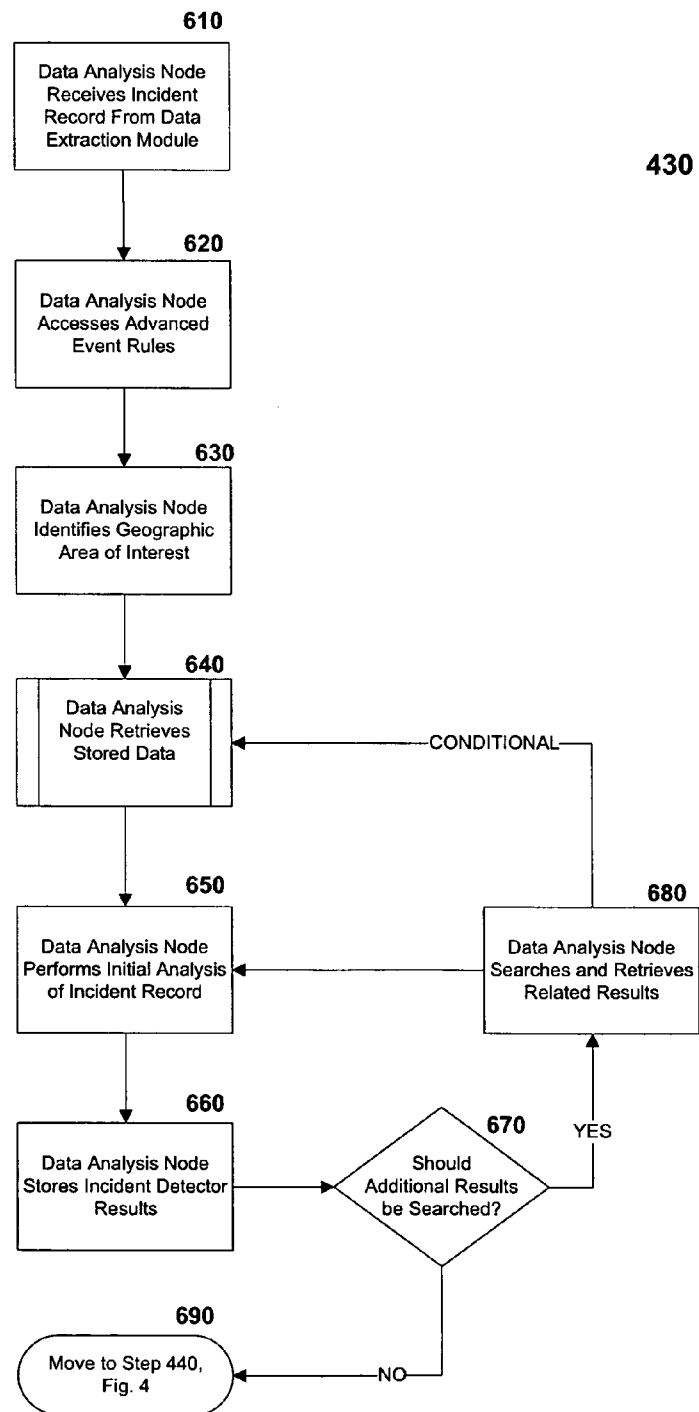 610
Data Analysis Node
Receives Incident
Record From Data
Extraction Module
430
620
Data Analysis Node
Accesses Advanced
Event Rules
630
Data Analysis Node
Identifies Geographic
Area of Interest
640
Data Analysis
Node Retrieves
Stored Data
CONDITIONAL
650
Data Analysis Node
Performs Initial Analysis
of Incident Record
680
Data Analysis Node
Searches and Retrieves
Related Results
660
Data Analysis Node
Stores Incident Detector
Results
670
Should
Additional Results
be Searched?
YES
690
Move to Step 440,
Fig. 4
NO